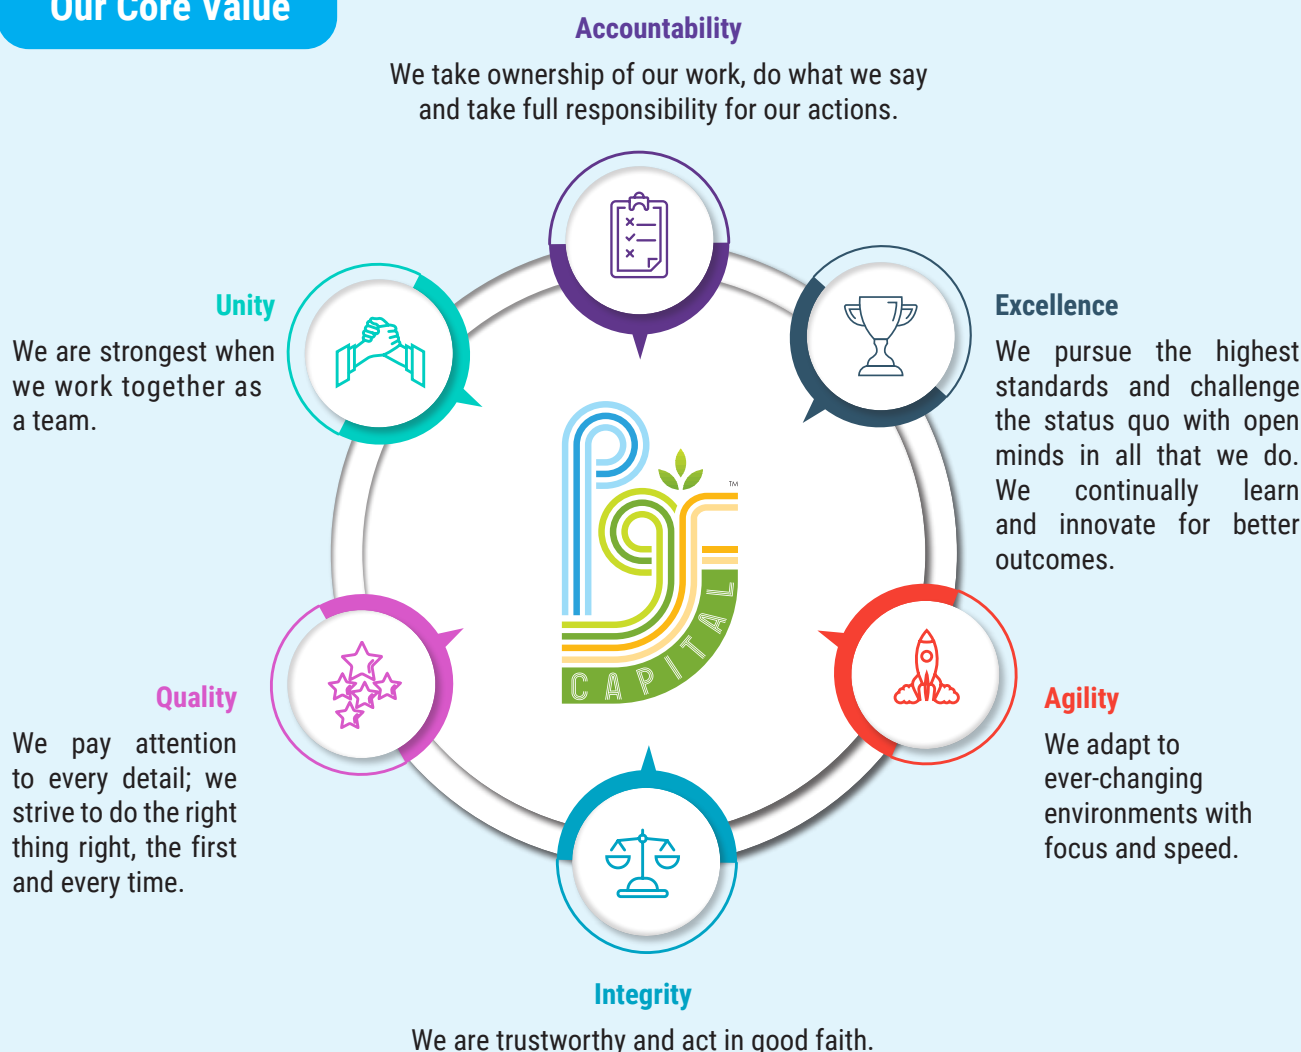 Our Core Value
Accountability
We take ownership of our work, do what we say
and take full responsibility for our actions.
Unity
We are strongest when
we work together as
a team.
Excellence
We pursue the highest
standards and challenge
the status quo with open
minds in all that we do.
We continually learn
and innovate for better
outcomes.
TM
CAPITAL
Quality
We pay attention
to every detail; we
strive to do the right
thing right, the first
and every time.
Agility
We adapt to
ever-changing
environments with
focus and speed.
Integrity
We are trustworthy and act in good faith.